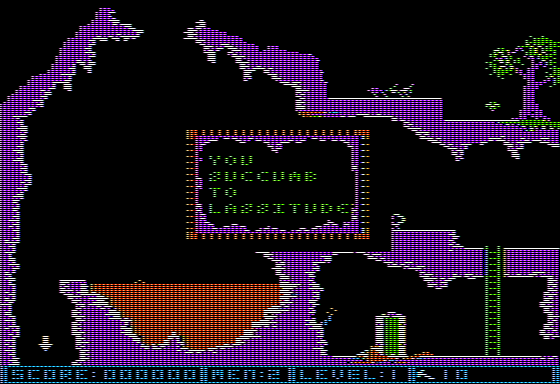 YOU
SUCCUMB
TO
LASSITUDE
SCORE:000000 MEN:2 LEVEL:1 10